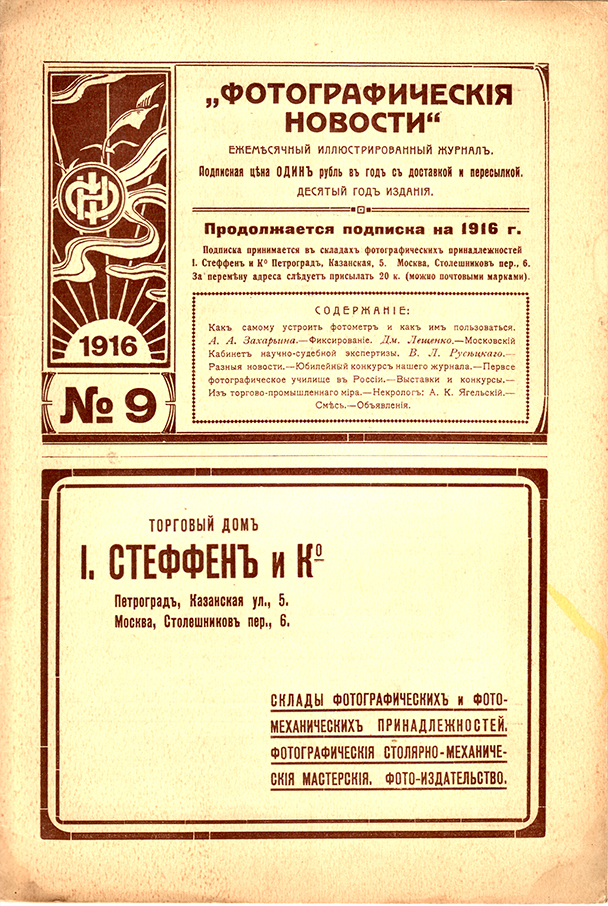 „ФОТОГРАФИЧЕСКІЯ
НОВОСТИ“
ЕЖЕМѢСЯЧНЫЙ ИЛЛЮСТРИРОВАННЫЙ ЖУРНАЛЪ.
Подписная цѣна ОДИНЪ рубль въ годъ съ доставкой и пересылкой.
ДЕСЯТЫЙ ГОДЪ ИЗДАНІЯ.
Продолжается подписка на 1916 г.
Подписка принимается въ складахъ фотографическихъ принадлежностей
І. Стеффенъ и Ко Петроградъ, Казанская, 5. Москва, Столешниковъ пер., 6.
За перемѣну адреса слѣдуетъ присылать 20 к. (можно почтовыми марками).
СОДЕРЖАНІЕ:
Какъ самому устроить фотометръ и какъ имъ пользоваться.
А. А. Захарьина.—Фиксированіе. Дм. Лещенко.—Московскій
Кабинетъ научно-судебной экспертизы. В. Л. Русьцкаго.—
Разныя новости.—Юбилейный конкурсъ нашего журнала.—Первое
фотографическое училище въ Россіи.—Выставки и конкурсы.—
Изъ торгово-промышленнаго міра.—Некрологъ: А. К. Ягельскій.—
Смѣсь.—Объявленія.
1916
№ 9
ТОРГОВЫЙ ДОМЪ
І. СТЕФФЕНЪ и Ко
Петроградъ, Казанская ул., 5.
Москва, Столешниковъ пер., 6.
СКЛАДЫ ФОТОГРАФИЧЕСКИХЪ и ФОТО-
МЕХАНИЧЕСКИХЪ ПРИНАДЛЕЖНОСТЕЙ.
ФОТОГРАФИЧЕСКІЯ СТОЛЯРНО-МЕХАНИЧЕ-
СКІЯ МАСТЕРСКІЯ. ФОТО-ИЗДАТЕЛЬСТВО.